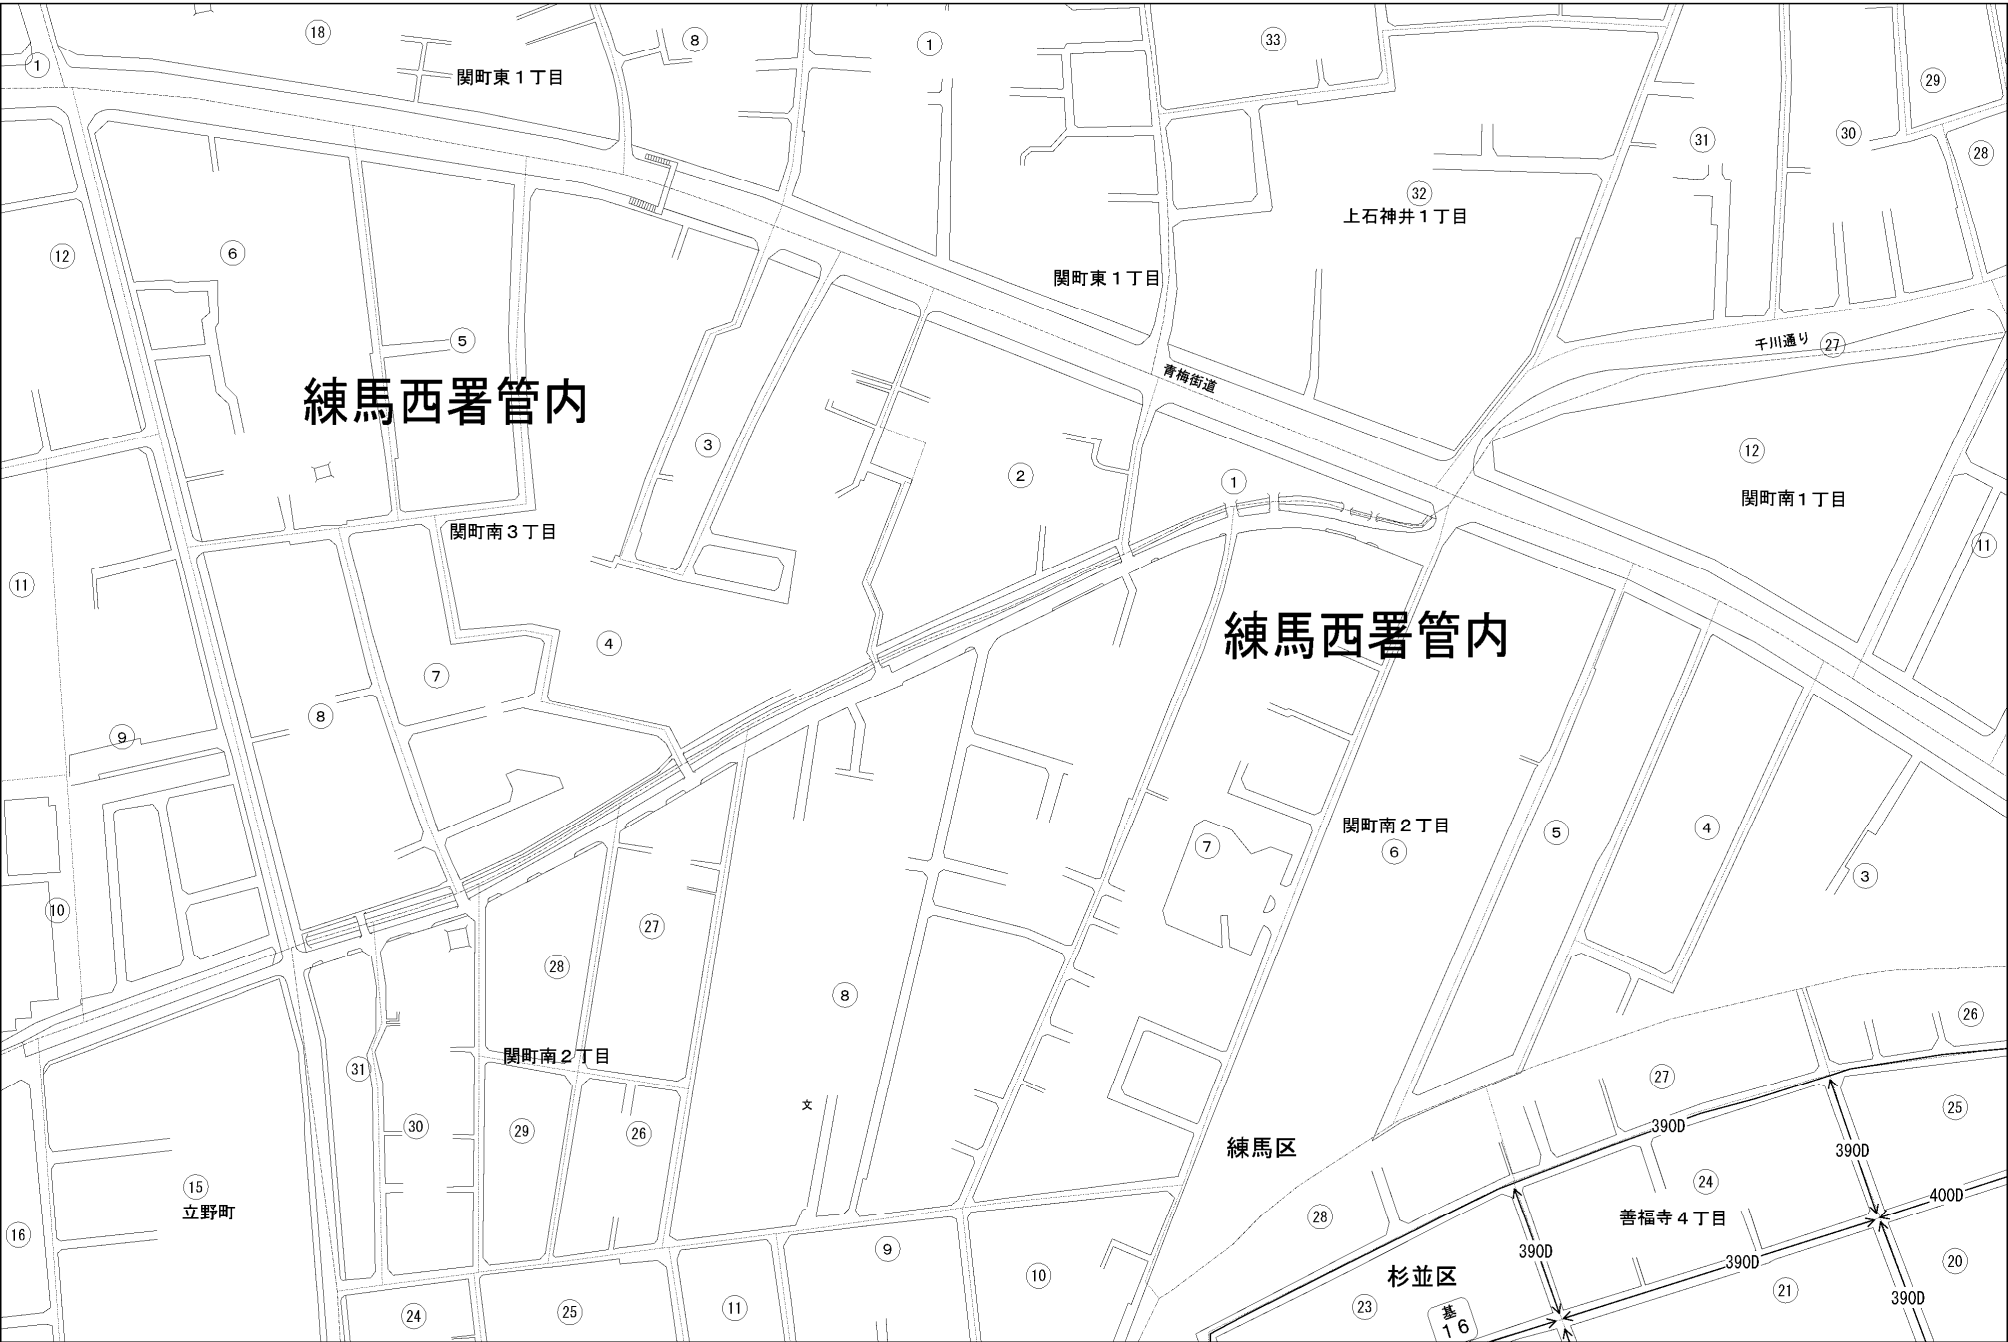 18
8
1
33
1
関町東1丁目
29
31
30
28
32
上石神井1丁目
12
6
関町東1丁目
5
千川通り
27
青梅街道
練馬西署管内
3
2
1
12
関町南1丁目
関町南3丁目
11
11
練馬西署管内
4
7
8
9
関町南2丁目
6
5
4
7
3
10
27
28
8
26
関町南2丁目
31
27
文
25
30
29
26
390D
練馬区
390D
15
立野町
24
400D
28
善福寺4丁目
16
9
390D
390D
10
杉並区
20
21
390D
24
25
11
23
基
16